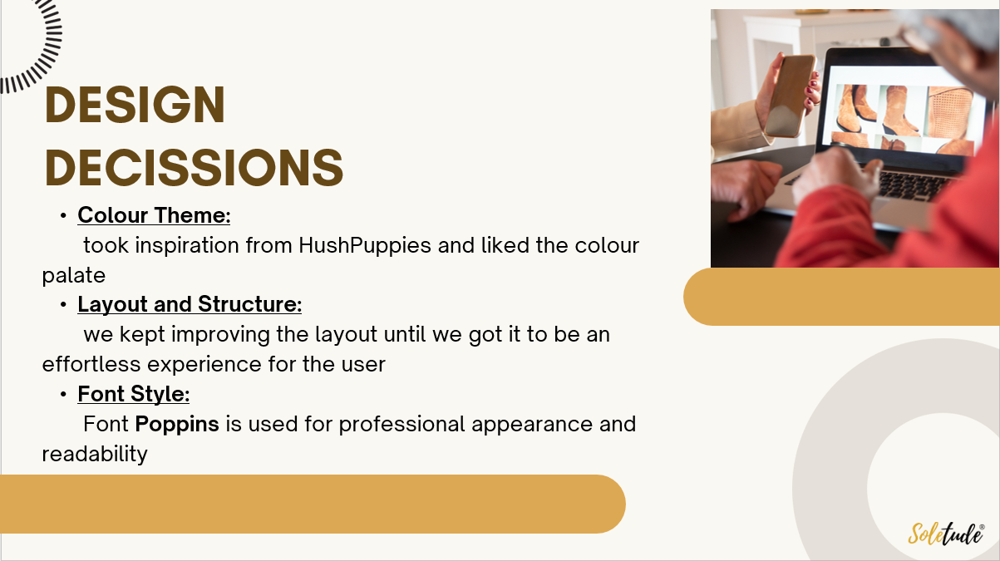 DESIGN
DECISSIONS
• Colour Theme:
took inspiration from HushPuppies and liked the colour
palate
• Layout and Structure:
we kept improving the layout until we got it to be an
effortless experience for the user
• Font Style:
Font Poppins is used for professional appearance and
readability
Soletude®